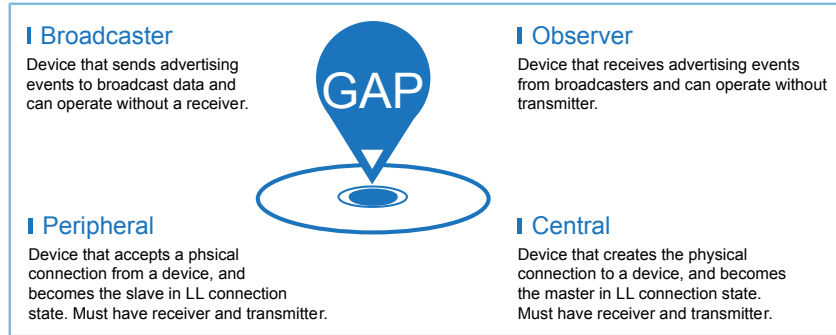 Broadcaster
Device that sends advertising
events to broadcast data and
can operate without a receiver.
GAP
Observer
Device that receives advertising events
from broadcasters and can operate without
transmitter.
Peripheral
Device that accepts a phsical
connection from a device, and
becomes the slave in LL connection
state. Must have receiver and transmitter.
Central
Device that creates the physical
connection to a device, and becomes
the master in LL connection state.
Must have receiver and transmitter.